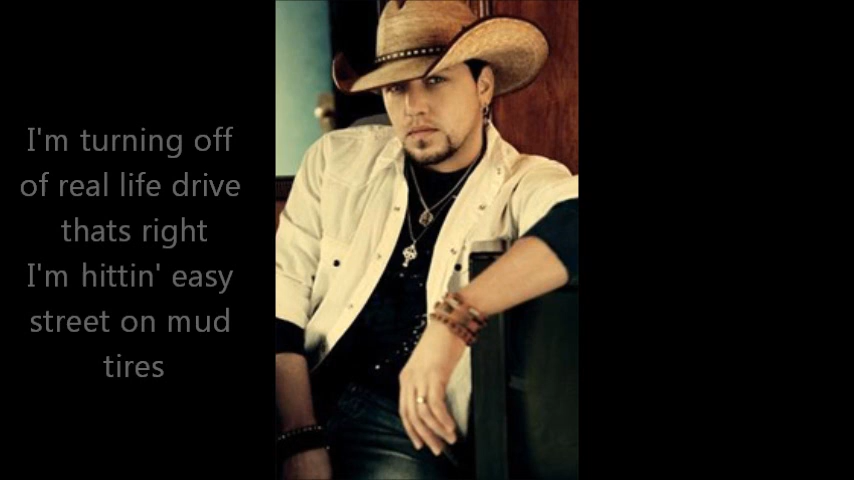 I'm turning off
of real life drive
thats right
I'm hittin' easy
street on mud
tires